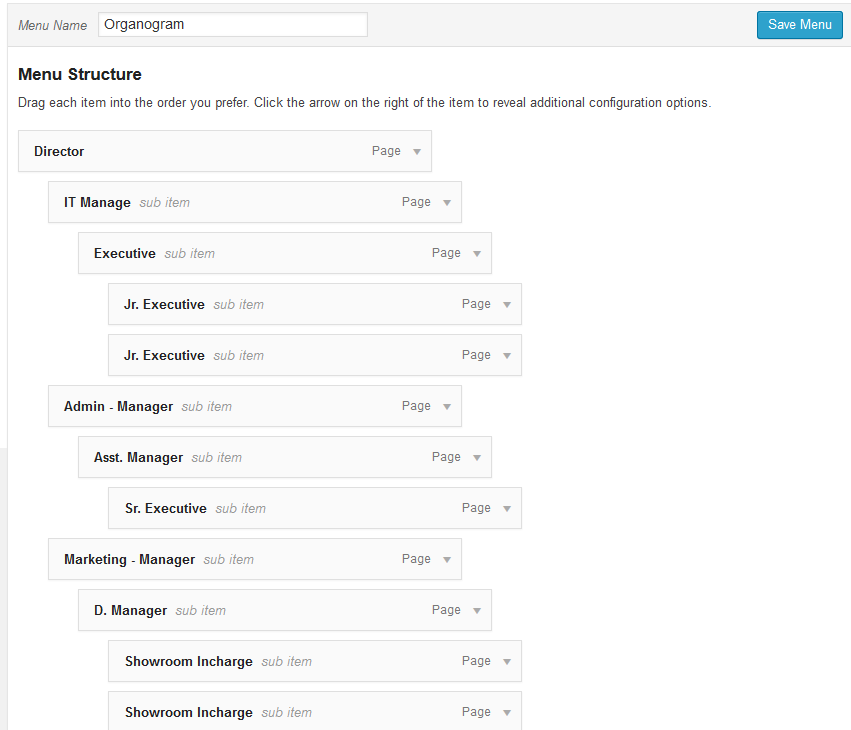 Menu Name Organogram Save Menu
Menu Structure
Drag each item into the order you prefer. Click the arrow on the right of the item to reveal additional configuration options.
Director Page
IT Manage sub item Page
Executive sub item Page
Jr. Executive sub item Page
Jr. Executive sub item Page
Admin - Manager sub item Page
Asst. Manager sub item Page
Sr. Executive sub item Page
Marketing - Manager sub item Page
D. Manager sub item Page
Showroom Incharge sub item Page
Showroom Incharge sub item Page